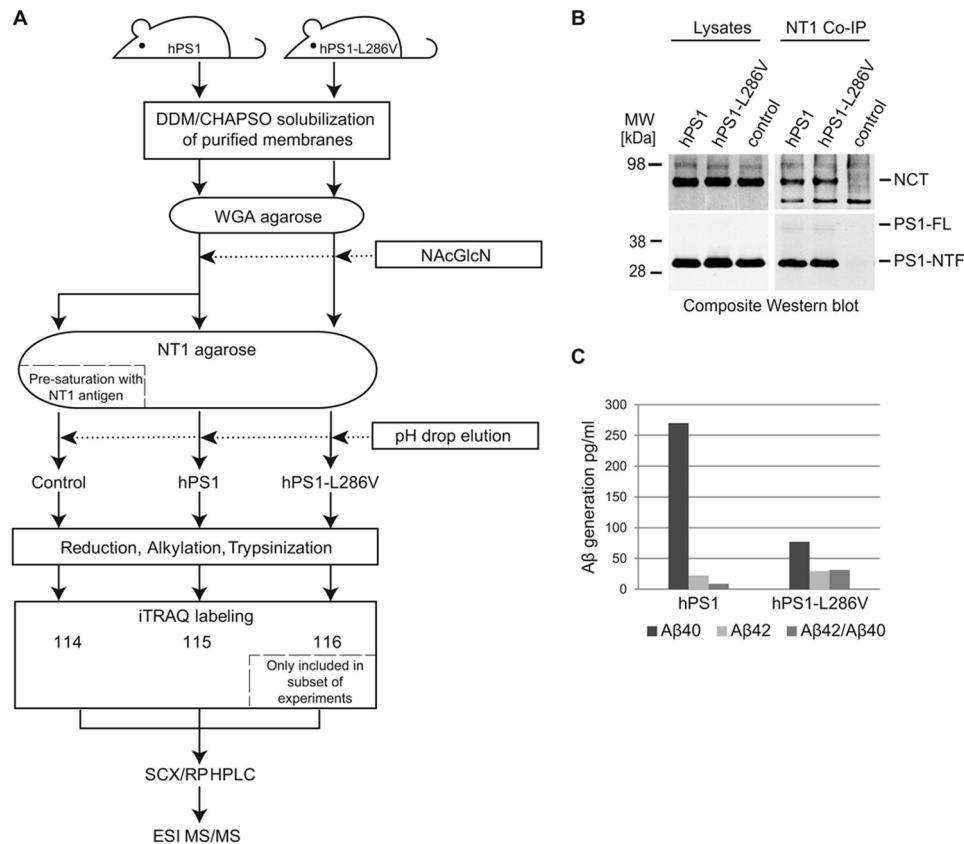 A
hPS1
hPS1-L286V
DDM/CHAPSO solubilization
of purified membranes
WGA agarose
NAcGlcN
NT1 agarose
Pre-saturation with
NT1 antigen
pH drop elution
Control
hPS1
hPS1-L286V
Reduction, Alkylation, Trypsinization
iTRAQ labeling
114
115
116
Only included in
subset of
experiments
SCX/RP HPLC
ESI MS/MS
B
Lysates
NT1 Co-IP
MW
[kDa]
hPS1
hPS1-L286V
control
hPS1
hPS1-L286V
control
98
NCT
PS1-FL
38
PS1-NTF
28
Composite Western blot
C
Aβ generation pg/ml
300
250
200
150
100
50
0
hPS1
hPS1-L286V
Aβ40
Aβ42
Aβ42/Aβ40